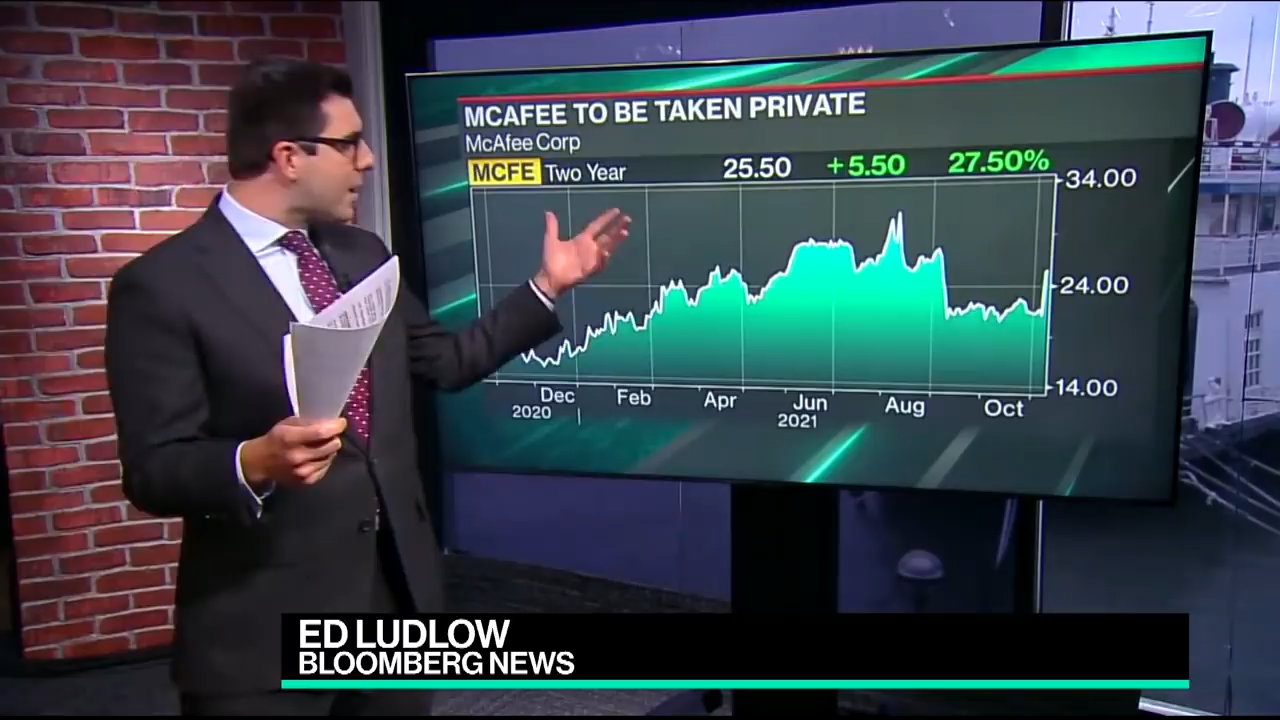 MCAFEE TO BE TAKEN PRIVATE
McAfee Corp
MCFE Two Year 25.50 +5.50 27.50%
34.00
24.00
14.00
Dec Feb Apr Jun Aug Oct
2020 2021
ED LUDLOW
BLOOMBERG NEWS